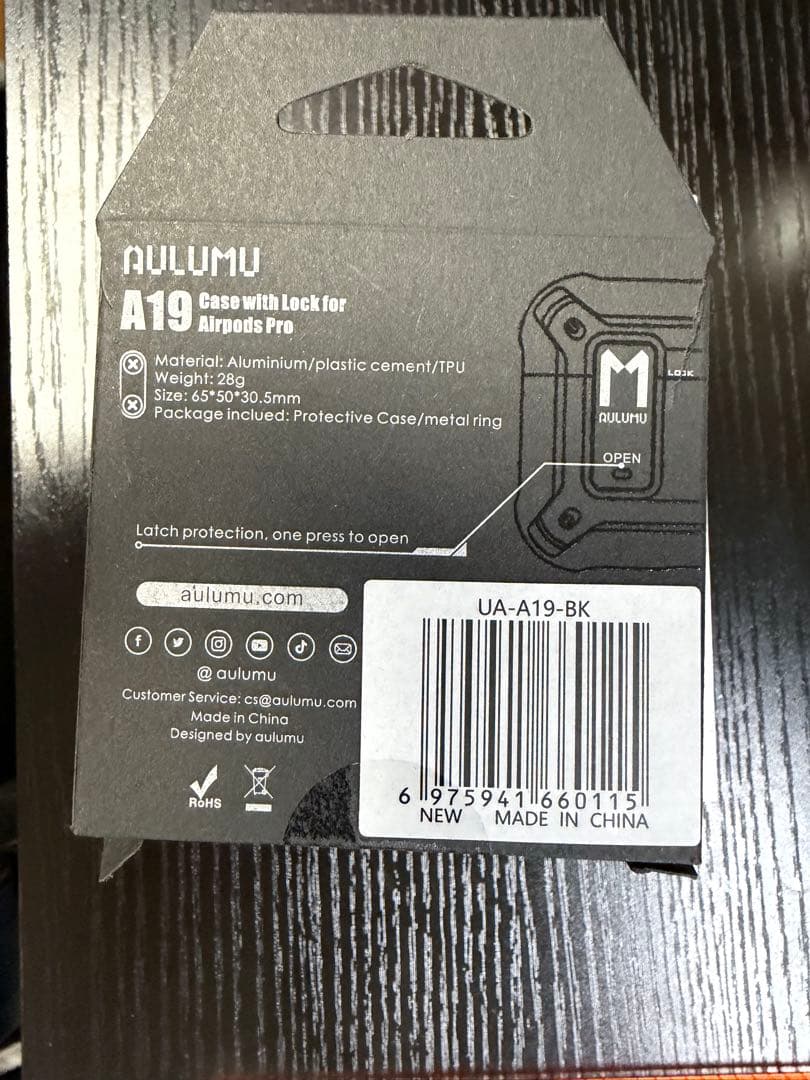 AULUMU
A19 Case with Lock for
Airpods Pro
Material: Aluminium/plastic cement/TPU
Weight: 28g
Size: 65*50*30.5mm
Package inclued: Protective Case/metal ring
M
LOCK
AULUMU
OPEN
Latch protection, one press to open
aulumu.com
@ aulumu
Customer Service: cs@aulumu.com
Made in China
Designed by aulumu
RoHS
UA-A19-BK
6 975941 660115
NEW MADE IN CHINA